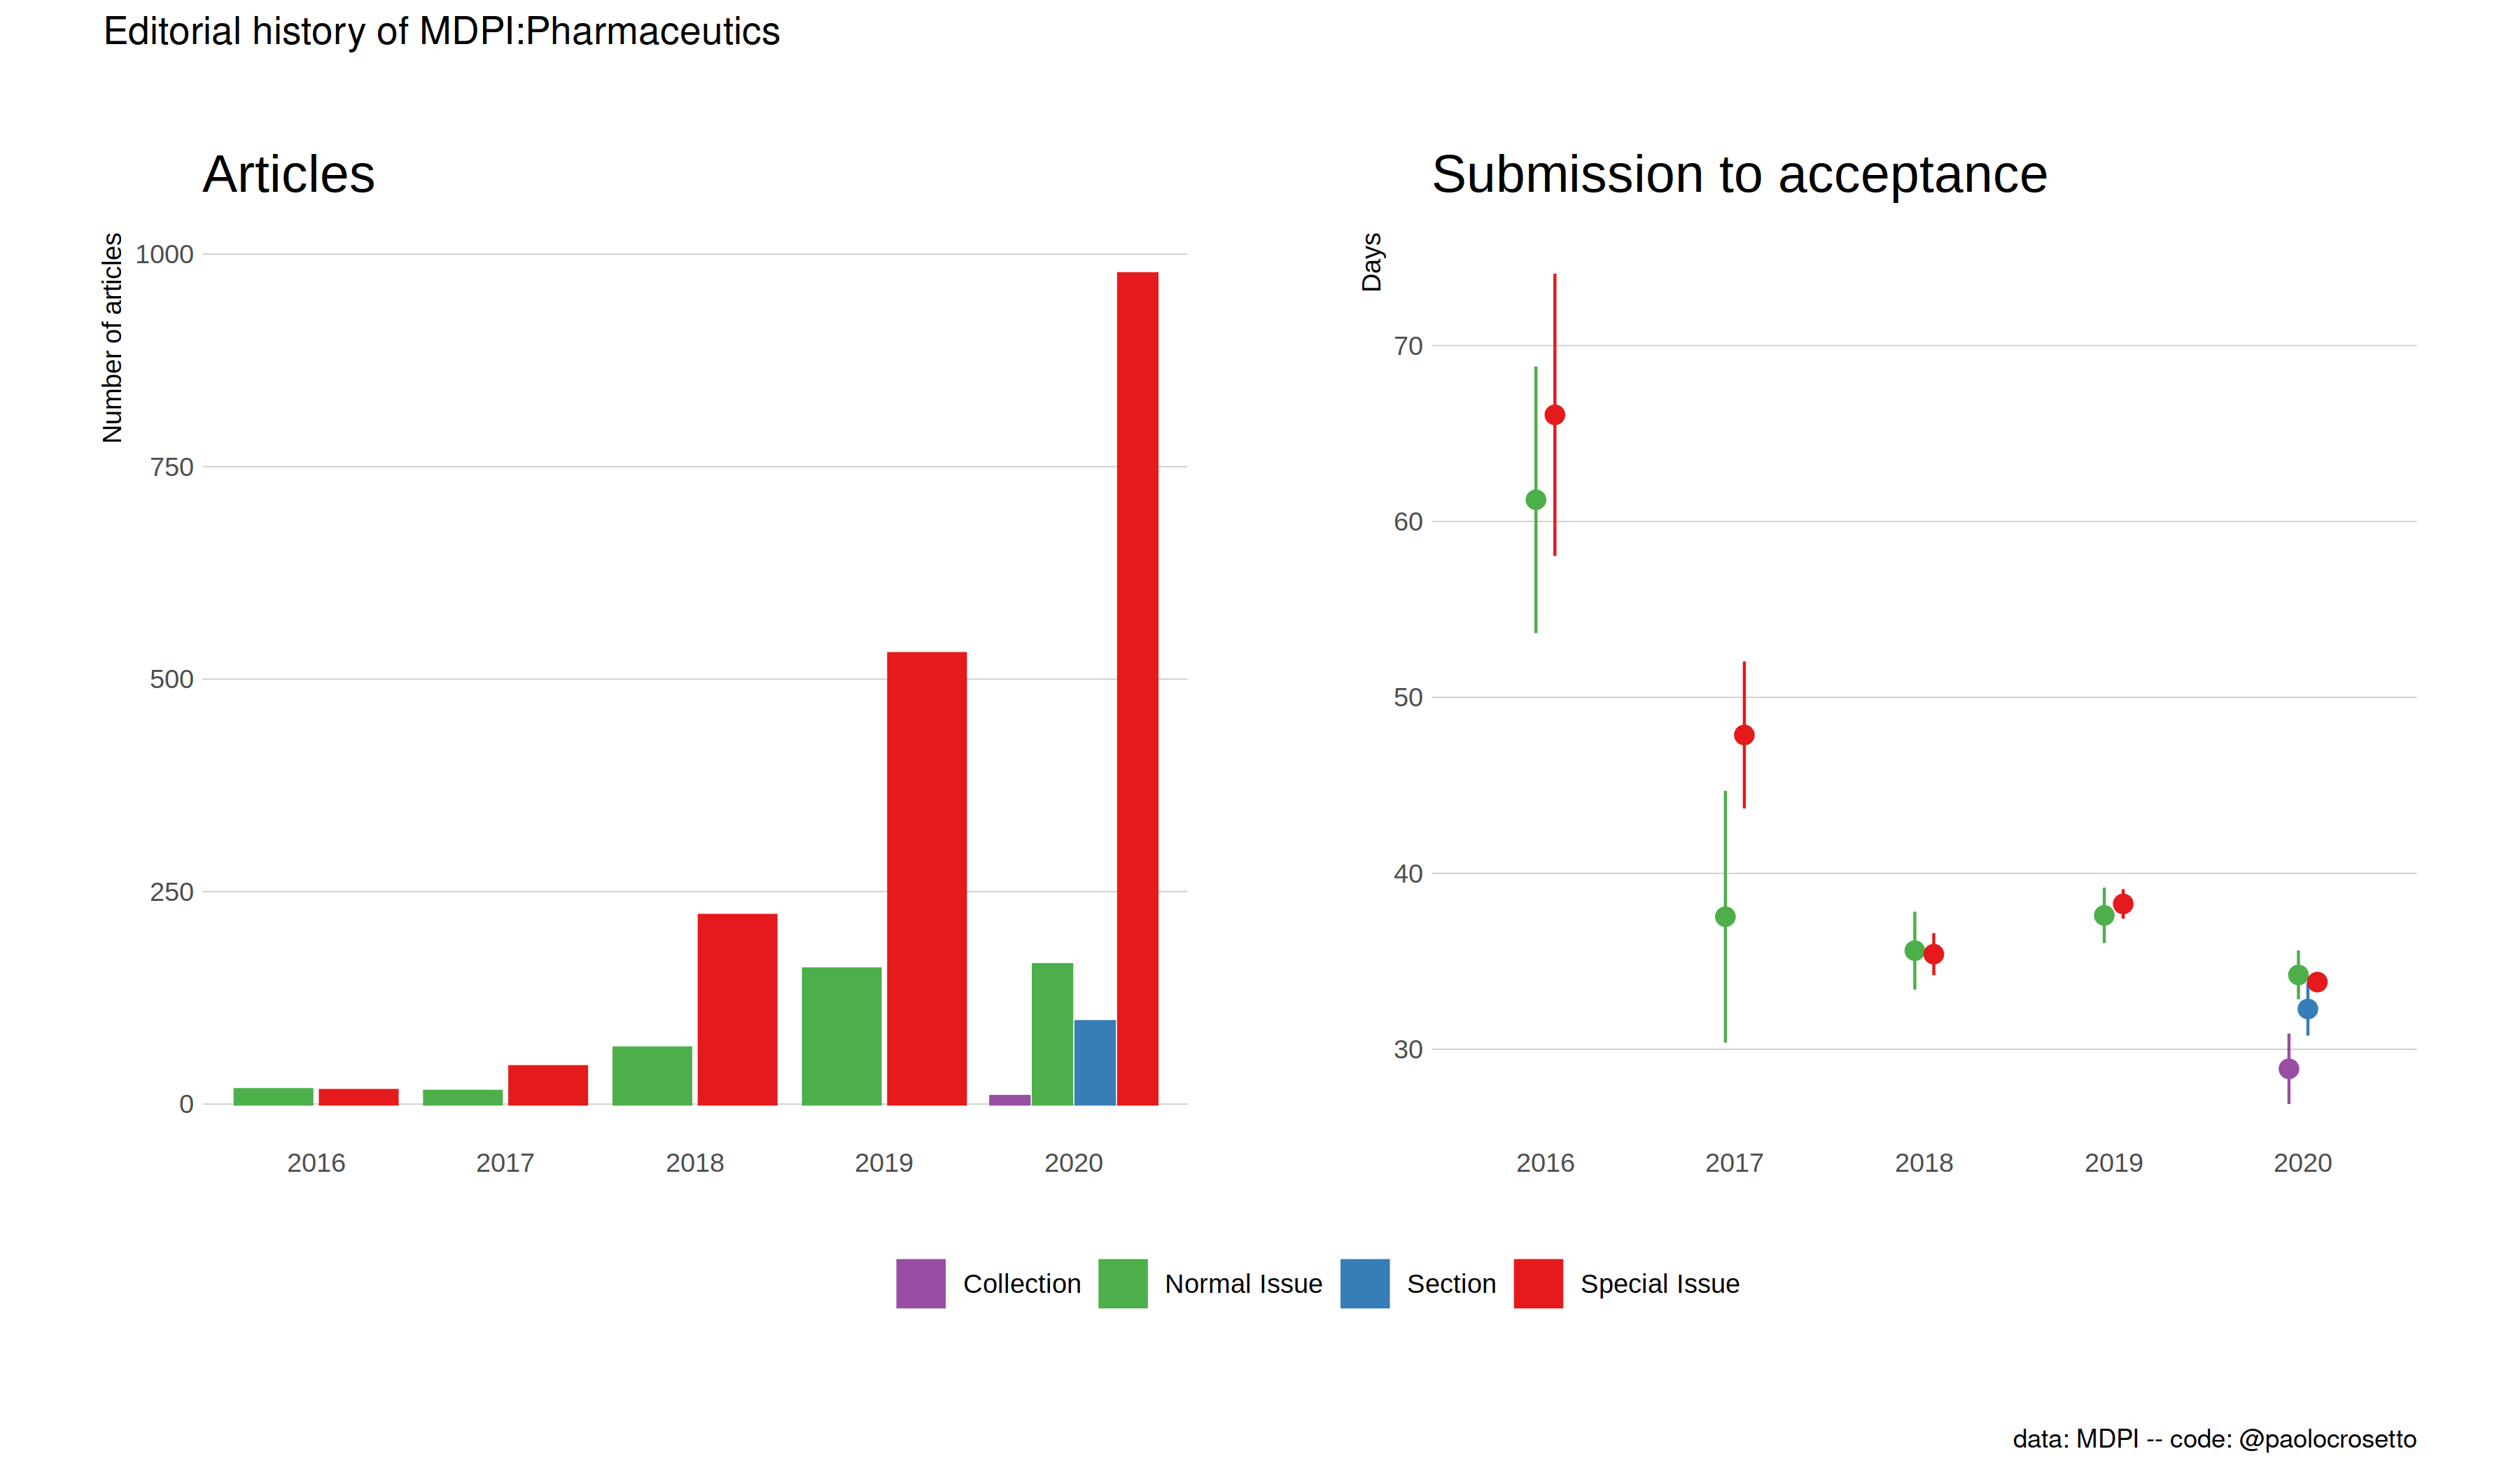 Editorial history of MDPI:Pharmaceutics
Articles
Number of articles
1000
750
500
250
0
2016 2017 2018 2019 2020
Submission to acceptance
Days
70
60
50
40
30
2016 2017 2018 2019 2020
Collection Normal Issue Section Special Issue
data: MDPI -- code: @paolocrosetto